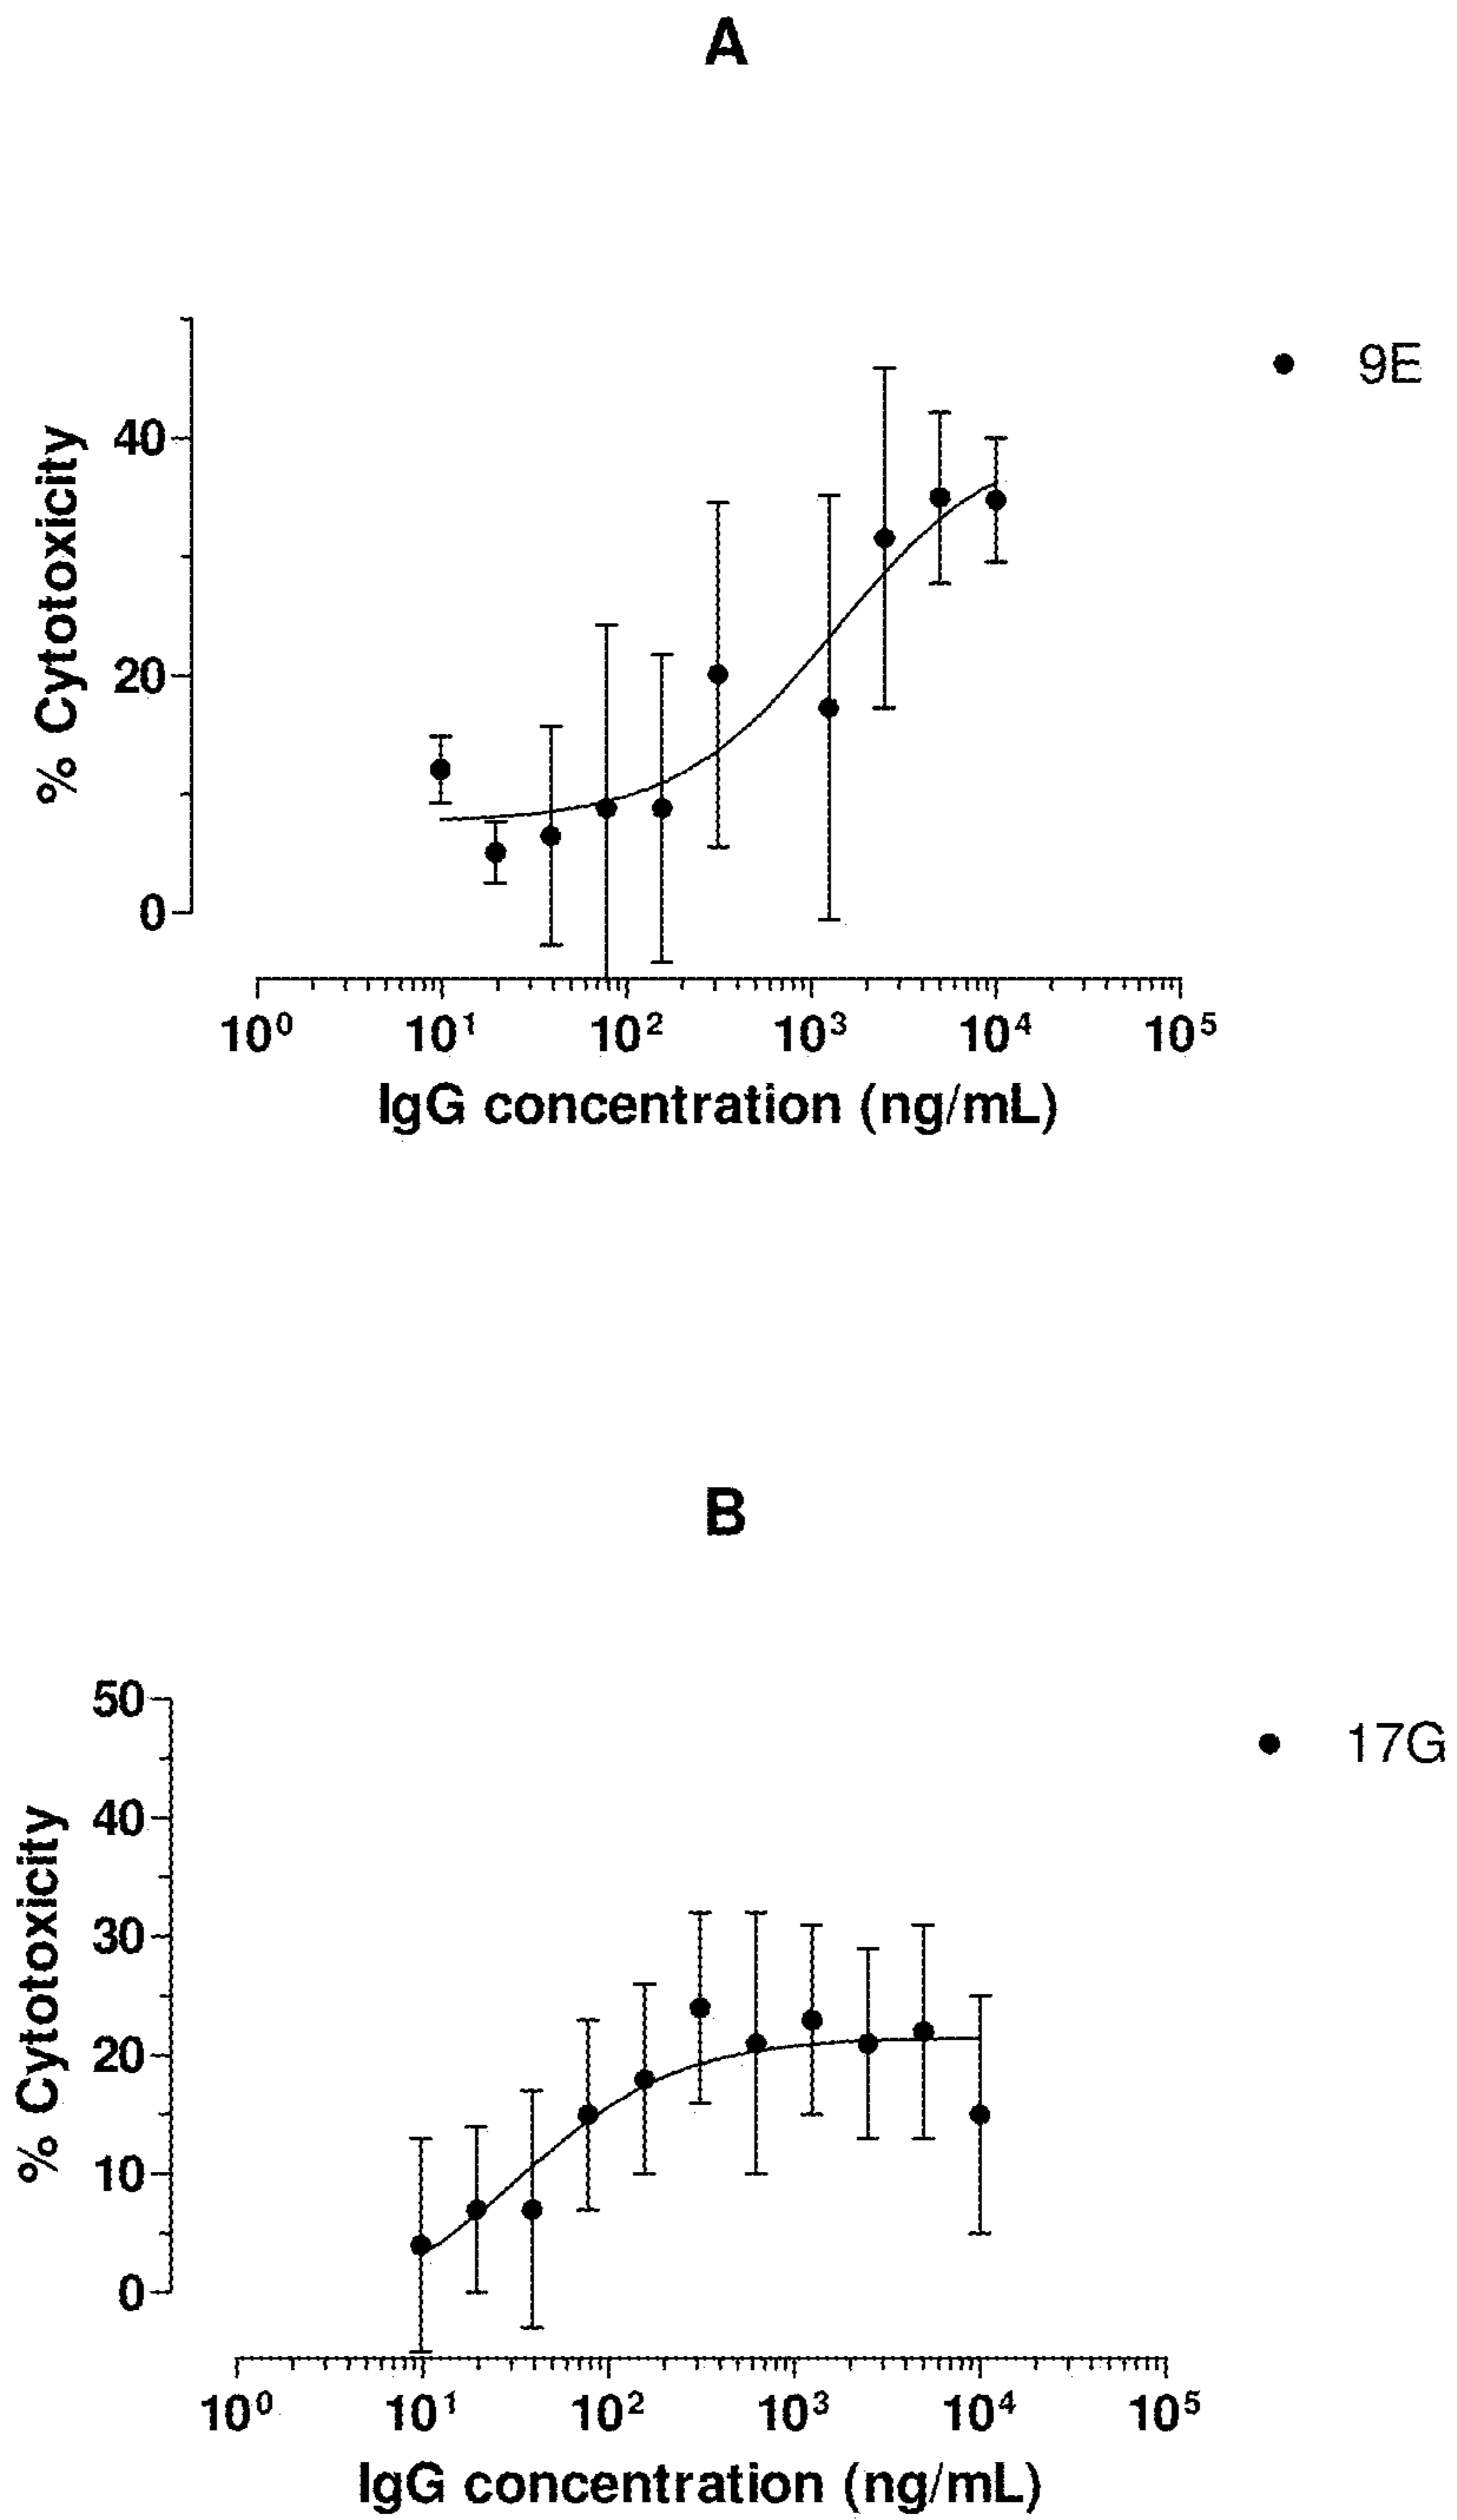 A
9E
% Cytotoxicity
40
20
0
10⁰ 10¹ 10² 10³ 10⁴ 10⁵
IgG concentration (ng/mL)
B
17G
% Cytotoxicity
50
40
30
20
10
0
10⁰ 10¹ 10² 10³ 10⁴ 10⁵
IgG concentration (ng/mL)